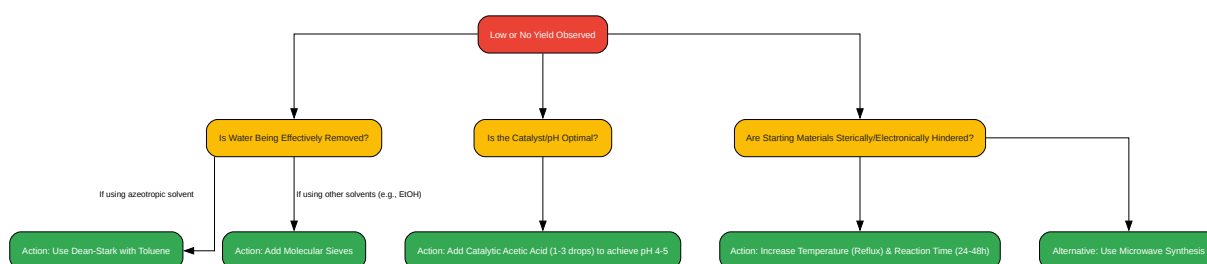 Low or No Yield Observed
Is Water Being Effectively Removed?
Is the Catalyst/pH Optimal?
Are Starting Materials Sterically/Electronically Hindered?
If using azeotropic solvent
If using other solvents (e.g., EtOH)
Action: Use Dean-Stark with Toluene
Action: Add Molecular Sieves
Action: Add Catalytic Acetic Acid (1-3 drops) to achieve pH 4-5
Action: Increase Temperature (Reflux) & Reaction Time (24-48h)
Alternative: Use Microwave Synthesis